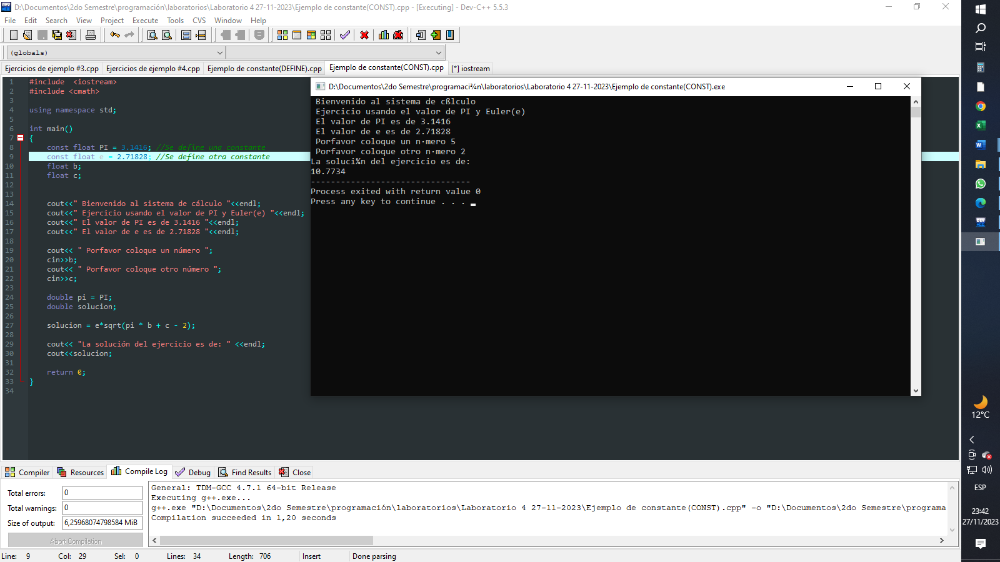 D:\Documentos\2do Semestre\programación\laboratorios\Laboratorio 4 27-11-2023\Ejemplo de constante(CONST).cpp - [Executing] - Dev-C++ 5.5.3
File Edit Search View Project Execute Tools CVS Window Help
(globals)
Ejercicios de ejemplo #3.cpp Ejercicios de ejemplo #4.cpp Ejemplo de constante(DEFINE).cpp Ejemplo de constante(CONST).cpp [*] iostream
1 #include  <iostream>
2 #include <cmath>
3
4 using namespace std;
5
6 int main()
7 {
8 const float PI = 3.1416; //Se define una constante
9 const float e = 2.71828; //Se define otra constante
10 float b;
11 float c;
12
13
14 cout<<" Bienvenido al sistema de cálculo "<<endl;
15 cout<<" Ejercicio usando el valor de PI y Euler(e) "<<endl;
16 cout<<" El valor de PI es de 3.1416 "<<endl;
17 cout<<" El valor de e es de 2.71828 "<<endl;
18
19 cout<< " Porfavor coloque un número ";
20 cin>>b;
21 cout<< " Porfavor coloque otro número ";
22 cin>>c;
23
24 double pi = PI;
25 double solucion;
26
27 solucion = e*sqrt(pi * b + c - 2);
28
29 cout<< "La solución del ejercicio es de: " <<endl;
30 cout<<solucion;
31
32 return 0;
33 }
34
D:\Documentos\2do Semestre\programaci¾n\laboratorios\Laboratorio 4 27-11-2023\Ejemplo de constante(CONST).exe
Bienvenido al sistema de cßlculo
Ejercicio usando el valor de PI y Euler(e)
El valor de PI es de 3.1416
El valor de e es de 2.71828
Porfavor coloque un n·mero 5
Porfavor coloque otro n·mero 2
La soluci¾n del ejercicio es de:
10.7734
--------------------------------
Process exited with return value 0
Press any key to continue . . .
Compiler Resources Compile Log Debug Find Results Close
Total errors: 0
Total warnings: 0
Size of output: 6,25968074798584 MiB
Abort Compilation
General: TDM-GCC 4.7.1 64-bit Release
Executing g++.exe...
g++.exe "D:\Documentos\2do Semestre\programación\laboratorios\Laboratorio 4 27-11-2023\Ejemplo de constante(CONST).cpp" -o "D:\Documentos\2do Semestre\programa
Compilation succeeded in 1,20 seconds
Line: 9 Col: 29 Sel: 0 Lines: 34 Length: 706 Insert Done parsing
12°C
ESP
23:42
27/11/2023